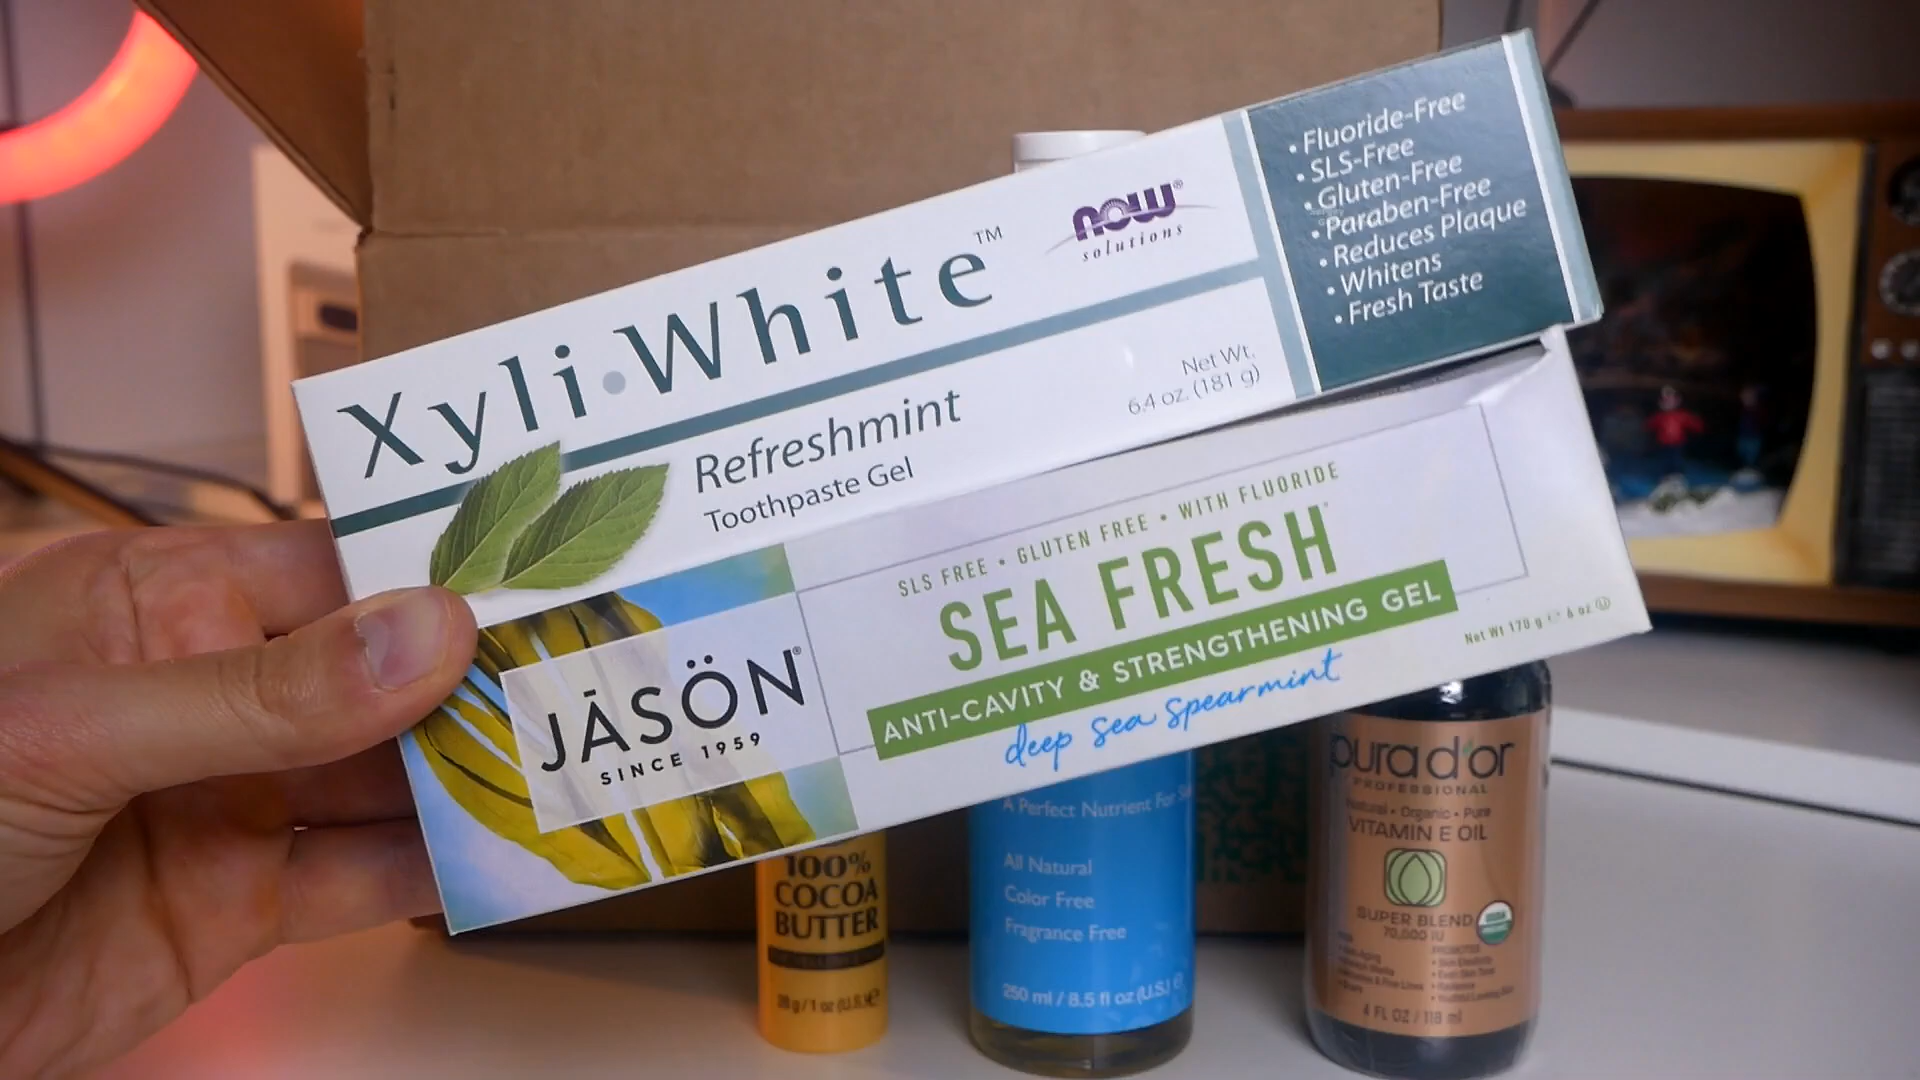 Xyli·White™
now®
solutions
Refreshmint
Toothpaste Gel
Net Wt.
6.4 oz. (181 g)
• Fluoride-Free
• SLS-Free
• Gluten-Free
• Paraben-Free
• Reduces Plaque
• Whitens
• Fresh Taste
JĀSÖN®
SINCE 1959
SLS FREE • GLUTEN FREE • WITH FLUORIDE
SEA FRESH
ANTI-CAVITY & STRENGTHENING GEL
deep sea spearmint
Net Wt 170 g e 6 oz
100%
COCOA
BUTTER
A Perfect Nutrient For
All Natural
Color Free
Fragrance Free
250 ml / 8.5 fl oz (U.S.) e
pura d'or
PROFESSIONAL
Natural • Organic • Pure
VITAMIN E OIL
SUPER BLEND
70,000 IU
USDA
ORGANIC
4 FL OZ / 118 ml